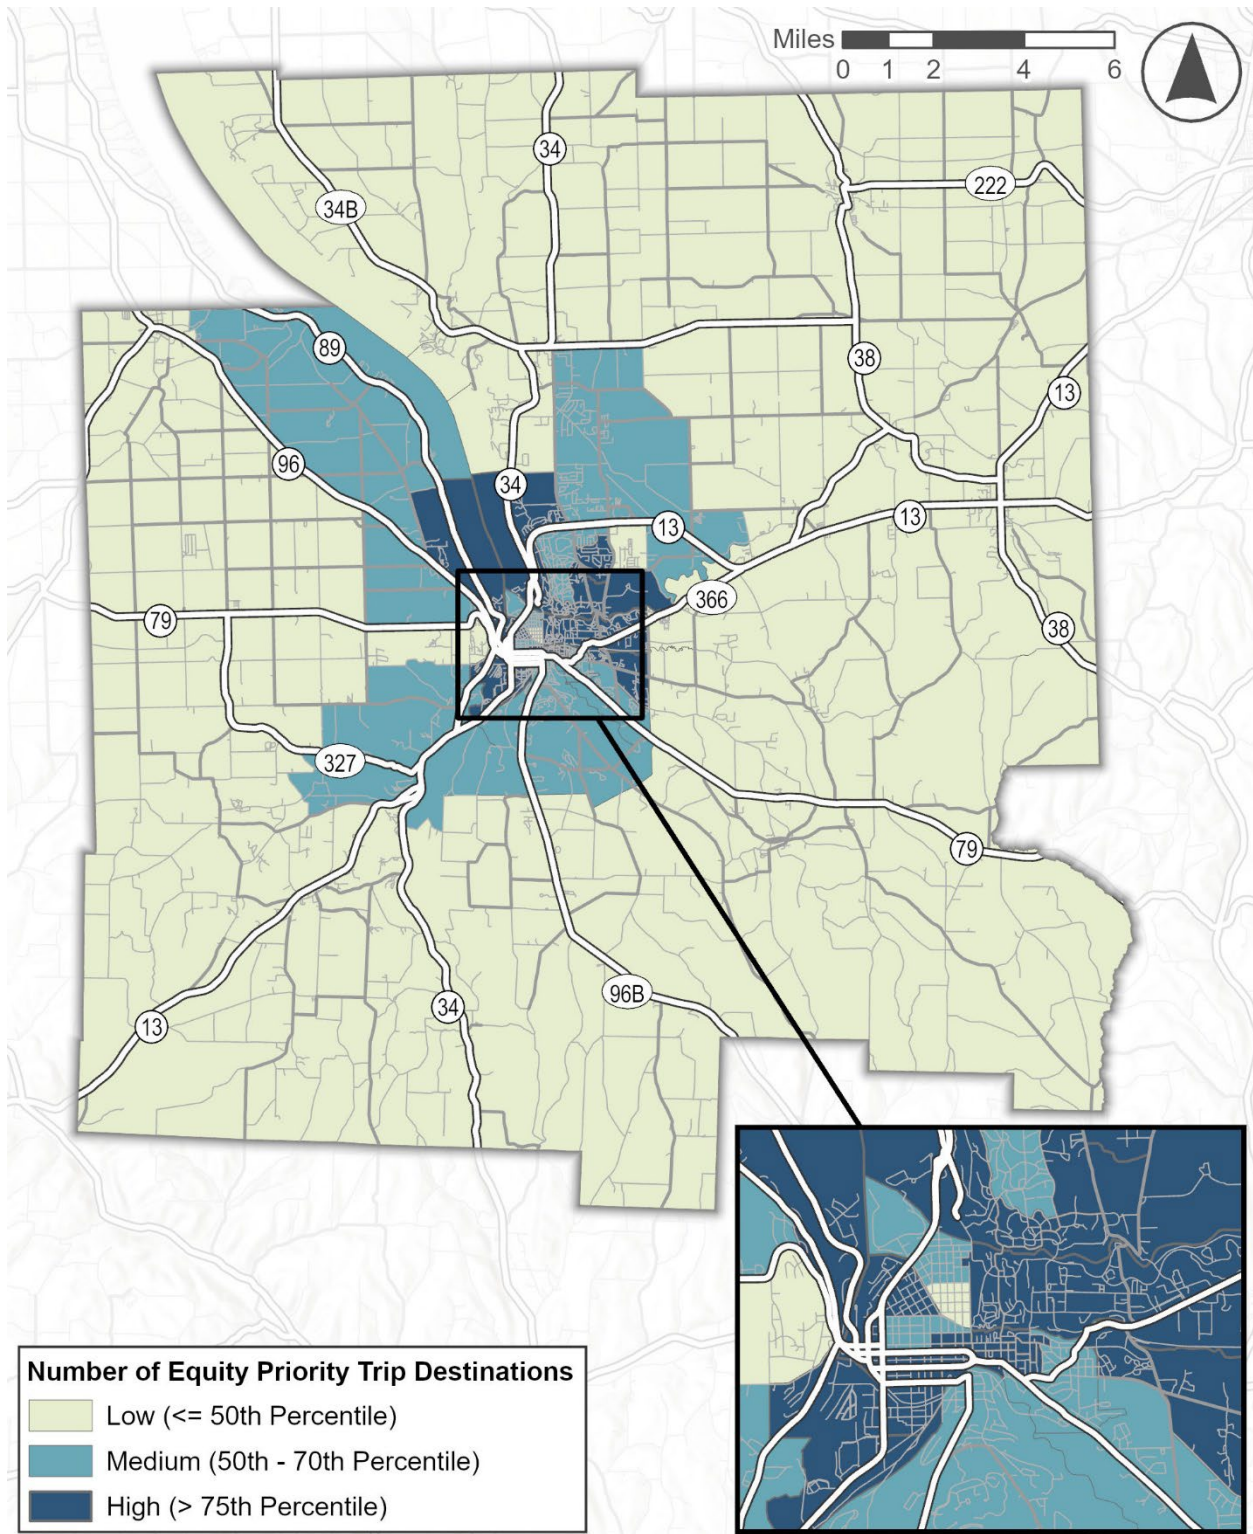 Miles
0 1 2 4 6
34
222
34B
89
38
13
96
34
13
13
366
79
38
327
79
96B
34
13
Number of Equity Priority Trip Destinations
Low (<= 50th Percentile)
Medium (50th - 70th Percentile)
High (> 75th Percentile)